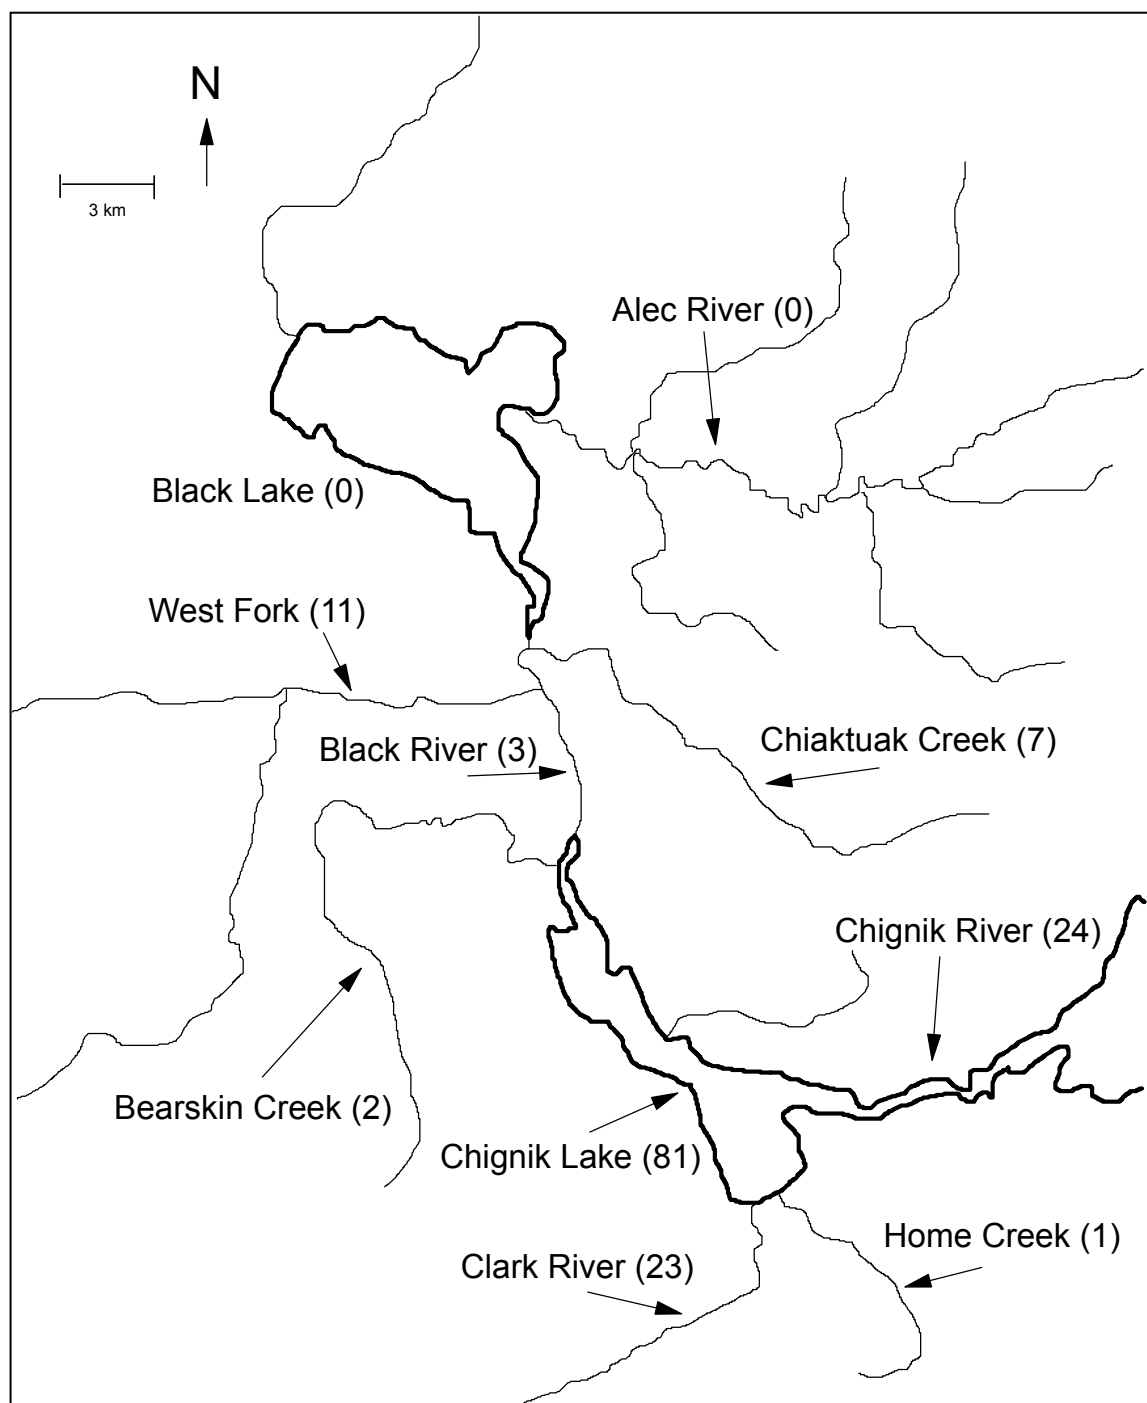 N
3 km
Alec River (0)
Black Lake (0)
West Fork (11)
Black River (3)
Chiaktuak Creek (7)
Chignik River (24)
Bearskin Creek (2)
Chignik Lake (81)
Home Creek (1)
Clark River (23)